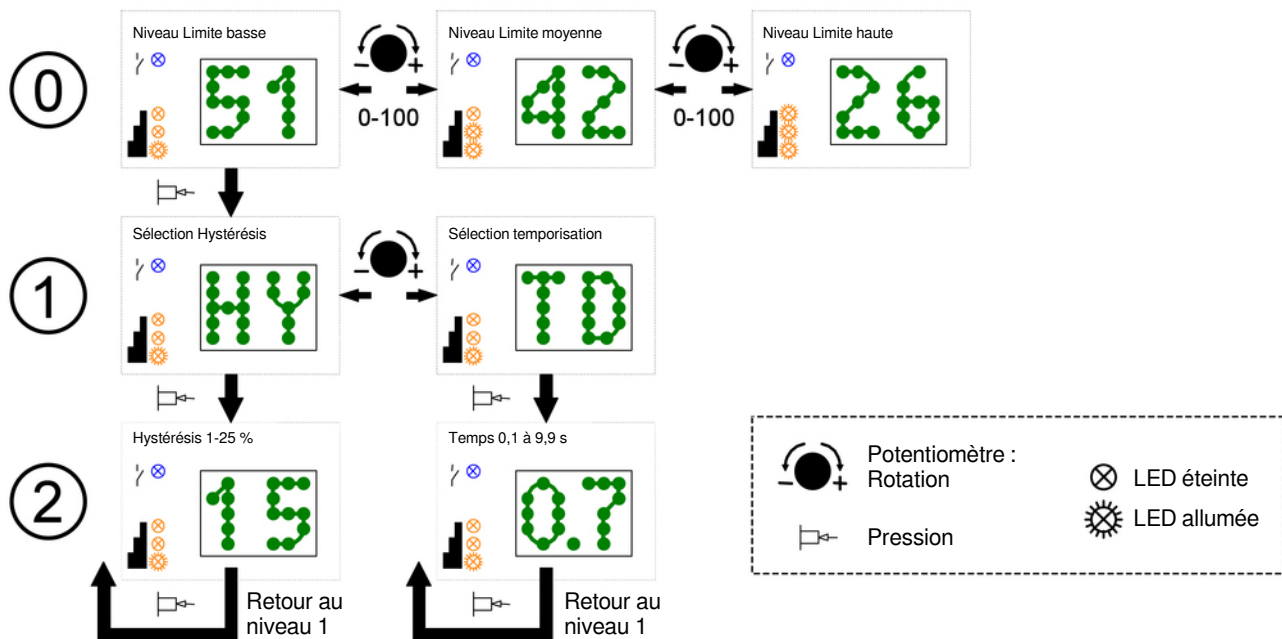 Niveau Limite basse
Niveau Limite moyenne
Niveau Limite haute
0
51
- +
0-100
42
- +
0-100
26
Sélection Hystérésis
Sélection temporisation
1
HY
- +
TD
Hystérésis 1-25 %
Temps 0,1 à 9,9 s
2
15
0.7
Retour au
niveau 1
Retour au
niveau 1
- +
Potentiomètre :
Rotation
Pression
LED éteinte
LED allumée